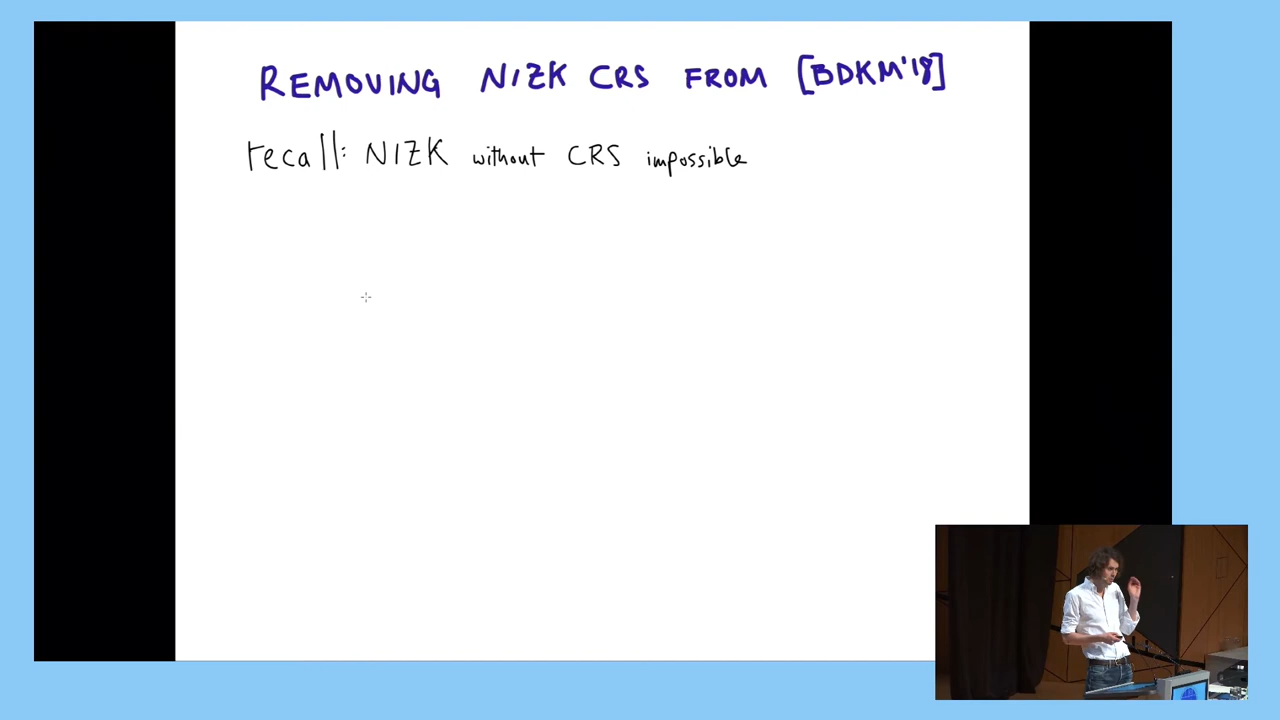 REMOVING NIZK CRS FROM [BDKM'18]
recall: NIZK without CRS impossible